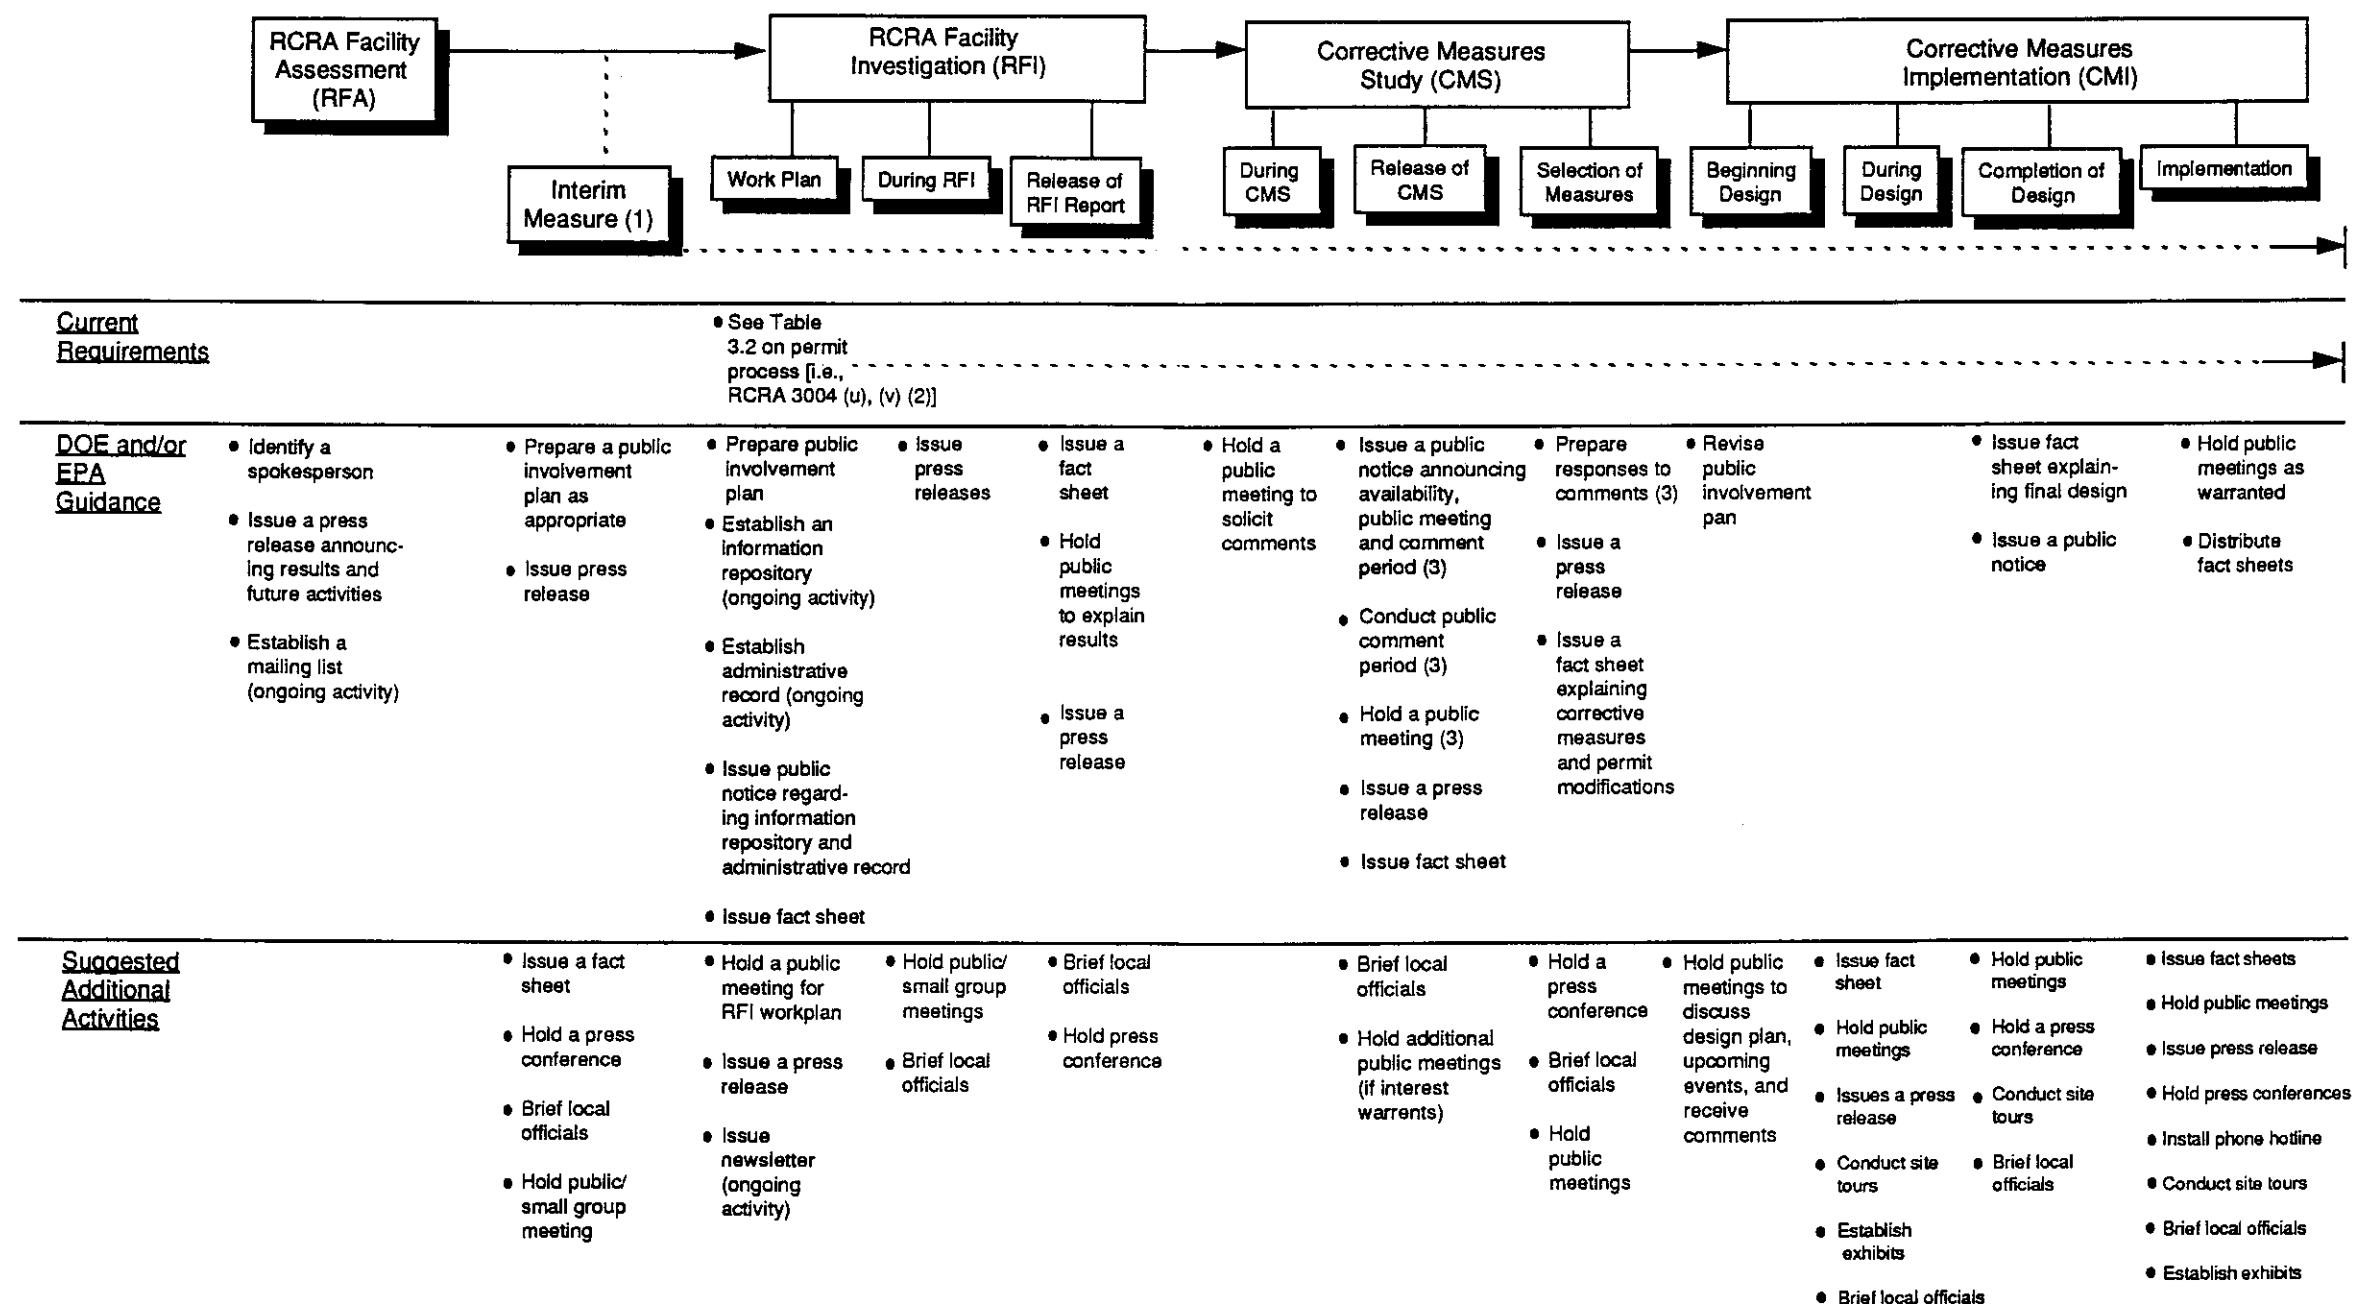 RCRA Facility
Assessment
(RFA)
RCRA Facility
Investigation (RFI)
Corrective Measures
Study (CMS)
Corrective Measures
Implementation (CMI)
Interim
Measure (1)
Work Plan
During RFI
Release of
RFI Report
During
CMS
Release of
CMS
Selection of
Measures
Beginning
Design
During
Design
Completion of
Design
Implementation
Current
Requirements
• See Table
3.2 on permit
process [i.e.,
RCRA 3004 (u), (v) (2)]
DOE and/or
EPA
Guidance
• Identify a
spokesperson
• Issue a press
release announc-
ing results and
future activities
• Establish a
mailing list
(ongoing activity)
• Prepare a public
involvement
plan as
appropriate
• Issue press
release
• Prepare public
involvement
plan
• Establish an
information
repository
(ongoing activity)
• Establish
administrative
record (ongoing
activity)
• Issue public
notice regard-
ing information
repository and
administrative record
• Issue fact sheet
• Issue
press
releases
• Issue a
fact
sheet
• Hold
public
meetings
to explain
results
• Issue a
press
release
• Hold a
public
meeting to
solicit
comments
• Issue a public
notice announcing
availability,
public meeting
and comment
period (3)
• Conduct public
comment
period (3)
• Hold a public
meeting (3)
• Issue a press
release
• Issue fact sheet
• Prepare
responses to
comments (3)
• Issue a
press
release
• Issue a
fact sheet
explaining
corrective
measures
and permit
modifications
• Revise
public
involvement
pan
• Issue fact
sheet explain-
ing final design
• Issue a public
notice
• Hold public
meetings as
warranted
• Distribute
fact sheets
Suggested
Additional
Activities
• Issue a fact
sheet
• Hold a press
conference
• Brief local
officials
• Hold public/
small group
meeting
• Hold a public
meeting for
RFI workplan
• Issue a press
release
• Issue
newsletter
(ongoing
activity)
• Hold public/
small group
meetings
• Brief local
officials
• Brief local
officials
• Hold press
conference
• Brief local
officials
• Hold additional
public meetings
(if interest
warrents)
• Hold a
press
conference
• Brief local
officials
• Hold
public
meetings
• Hold public
meetings to
discuss
design plan,
upcoming
events, and
receive
comments
• Issue fact
sheet
• Hold public
meetings
• Issues a press
release
• Conduct site
tours
• Establish
exhibits
• Brief local officials
• Hold public
meetings
• Hold a press
conference
• Conduct site
tours
• Brief local
officials
• Issue fact sheets
• Hold public meetings
• Issue press release
• Hold press conferences
• Install phone hotline
• Conduct site tours
• Brief local officials
• Establish exhibits